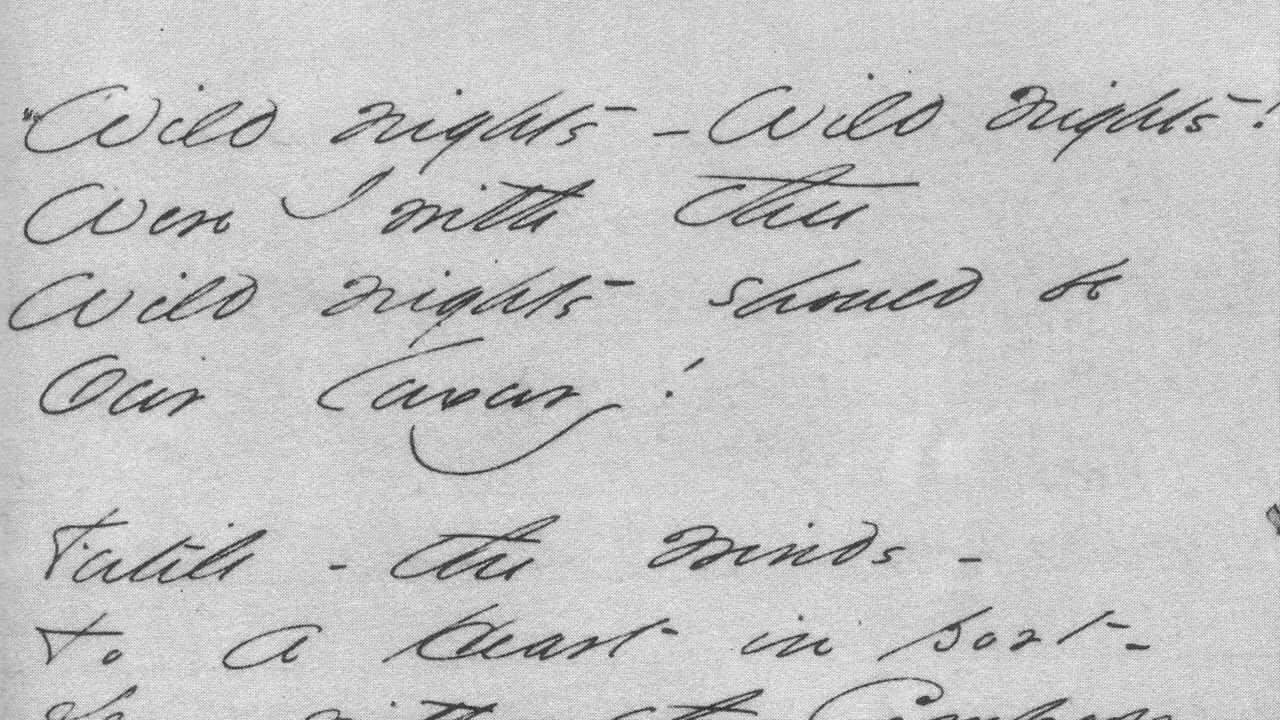 "Wild nights - Wild nights!
Were I with thee
Wild nights should be
Our luxury!
Futile - the winds -
To a heart in port -